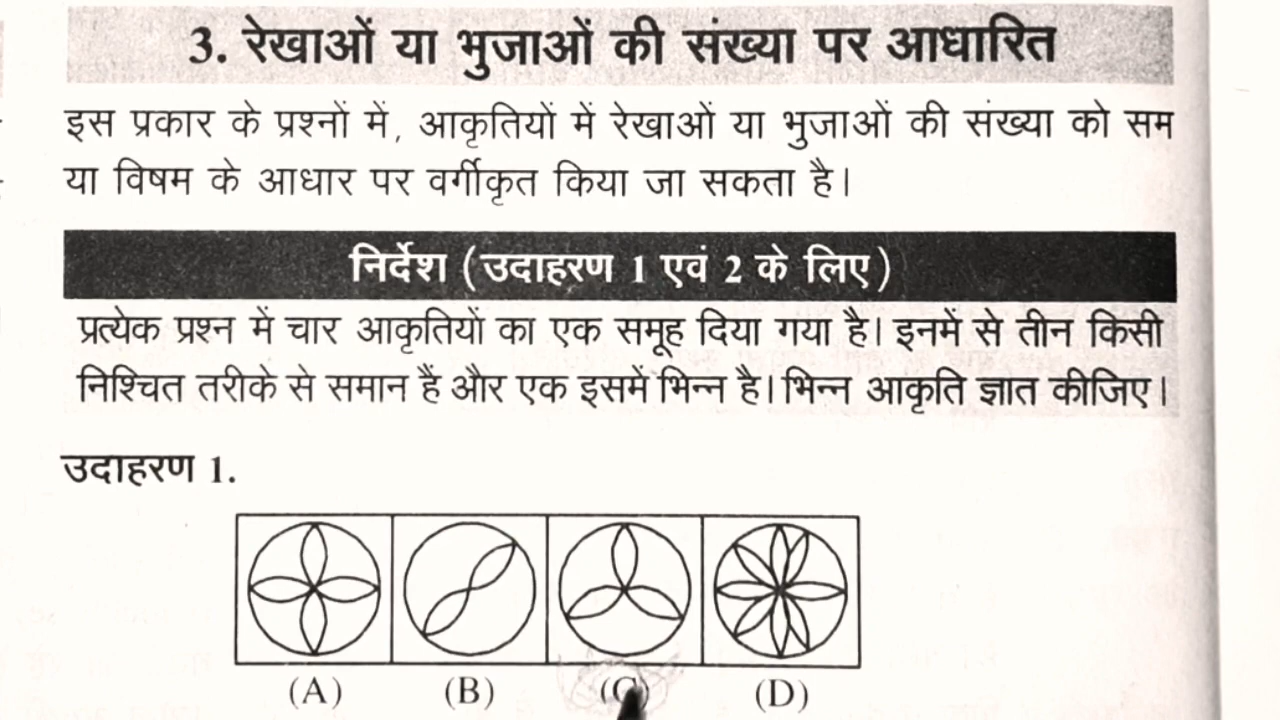 3. रेखाओं या भुजाओं की संख्या पर आधारित
इस प्रकार के प्रश्नों में, आकृतियों में रेखाओं या भुजाओं की संख्या को सम
या विषम के आधार पर वर्गीकृत किया जा सकता है।
निर्देश (उदाहरण 1 एवं 2 के लिए)
प्रत्येक प्रश्न में चार आकृतियों का एक समूह दिया गया है। इनमें से तीन किसी
निश्चित तरीके से समान हैं और एक इसमें भिन्न है। भिन्न आकृति ज्ञात कीजिए।
उदाहरण 1.
(A) (B) (C) (D)